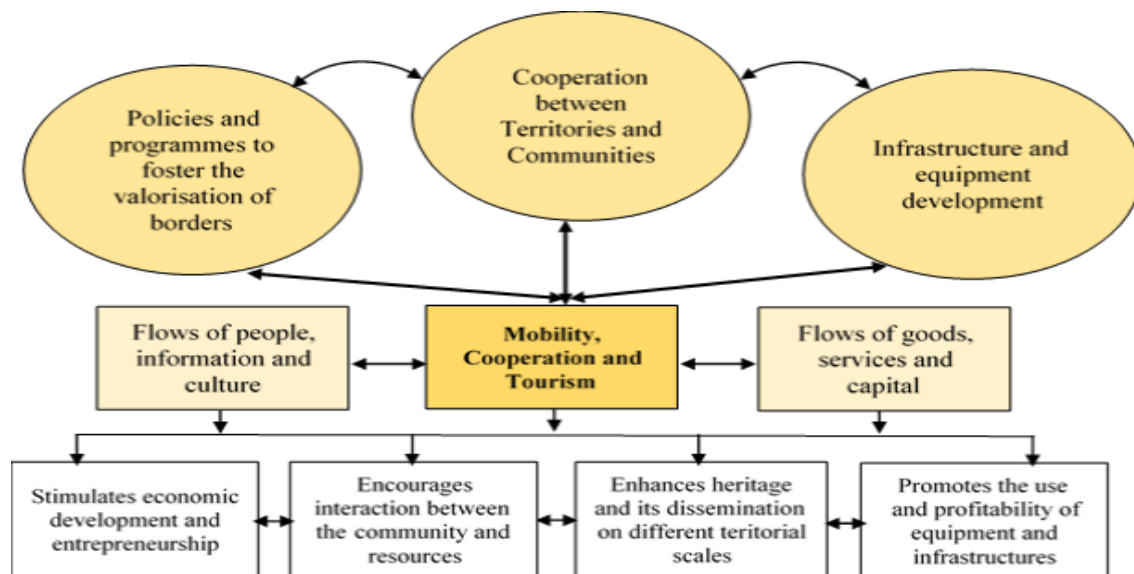 Policies and
programmes to
foster the
valorisation of
borders
Cooperation
between
Territories and
Communities
Infrastructure and
equipment
development
Flows of people,
information and
culture
Mobility,
Cooperation and
Tourism
Flows of goods,
services and
capital
Stimulates economic
development and
entrepreneurship
Encourages
interaction between
the community and
resources
Enhances heritage
and its dissemination
on different teritorial
scales
Promotes the use
and profitability of
equipment and
infrastructures